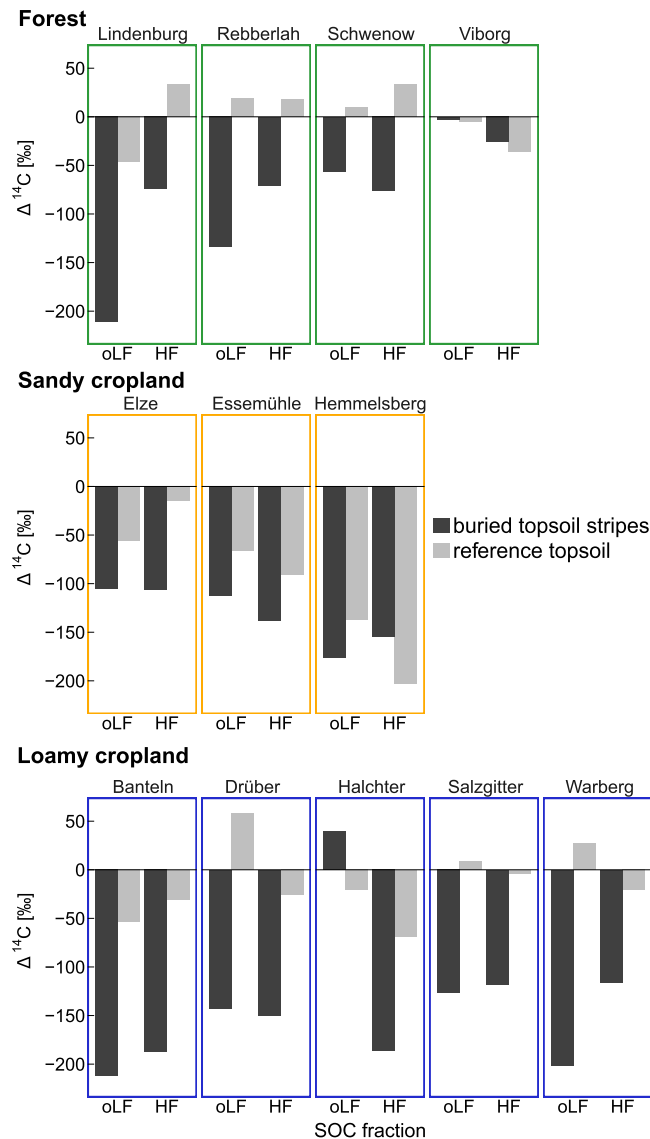 Forest
Lindenburg Rebberlah Schwenow Viborg
50
0
−50
−100
−150
−200
Δ ¹⁴C [‰]
oLF HF oLF HF oLF HF oLF HF
Sandy cropland
Elze Essemühle Hemmelsberg
50
0
−50
−100
−150
−200
Δ ¹⁴C [‰]
buried topsoil stripes
reference topsoil
oLF HF oLF HF oLF HF
Loamy cropland
Banteln Drüber Halchter Salzgitter Warberg
50
0
−50
−100
−150
−200
Δ ¹⁴C [‰]
oLF HF oLF HF oLF HF oLF HF oLF HF
SOC fraction